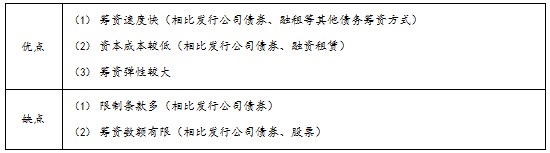 优点
(1) 筹资速度快（相比发行公司债券、融租等其他债务筹资方式）
(2) 资本成本较低（相比发行公司债券、融资租赁）
(3) 筹资弹性较大
缺点
(1) 限制条款多（相比发行公司债券）
(2) 筹资数额有限（相比发行公司债券、股票）